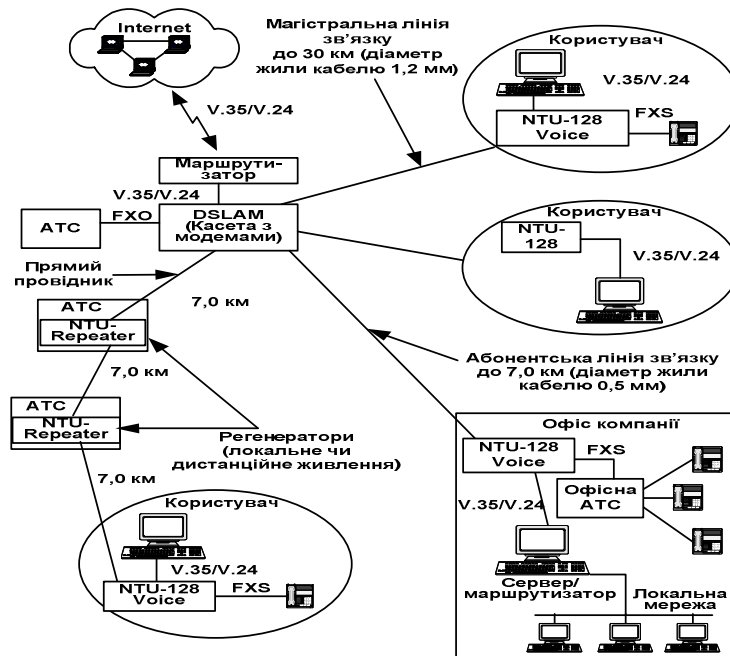 Internet
V.35/V.24
Маршрути-
затор
V.35/V.24
АТС
FXO
DSLAM
(Касета з
модемами)
Магістральна лінія
зв’язку
до 30 км (діаметр
жили кабелю 1,2 мм)
Користувач
V.35/V.24
NTU-128
Voice
FXS
Користувач
NTU-
128
V.35/V.24
Прямий
провідник
7,0 км
АТС
NTU-
Repeater
7,0 км
АТС
NTU-
Repeater
7,0 км
Регенератори
(локальне чи
дистанційне живлення)
Абонентська лінія зв’язку
до 7,0 км (діаметр жили
кабелю 0,5 мм)
Користувач
V.35/V.24
NTU-128
Voice
FXS
Офіс компанії
NTU-128
Voice
FXS
V.35/V.24
Офісна
АТС
Сервер/
маршрутизатор
Локальна
мережа